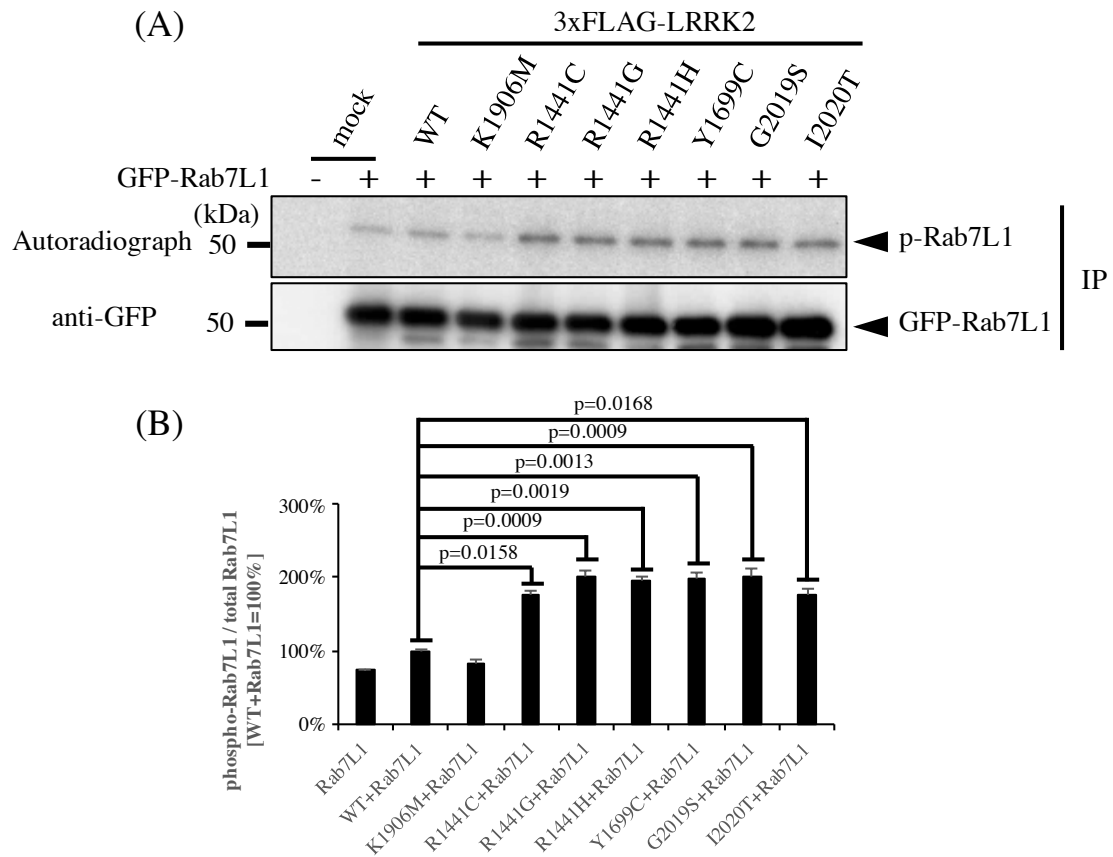 (A)
3xFLAG-LRRK2
mock
WT
K1906M
R1441C
R1441G
R1441H
Y1699C
G2019S
I2020T
GFP-Rab7L1 - + + + + + + + + +
(kDa)
Autoradiograph 50 p-Rab7L1
IP
anti-GFP 50 GFP-Rab7L1
(B)
p=0.0168
p=0.0009
p=0.0013
p=0.0019
p=0.0009
p=0.0158
phospho-Rab7L1 / total Rab7L1
[WT+Rab7L1=100%]
300%
200%
100%
0%
Rab7L1
WT+Rab7L1
K1906M+Rab7L1
R1441C+Rab7L1
R1441G+Rab7L1
R1441H+Rab7L1
Y1699C+Rab7L1
G2019S+Rab7L1
I2020T+Rab7L1